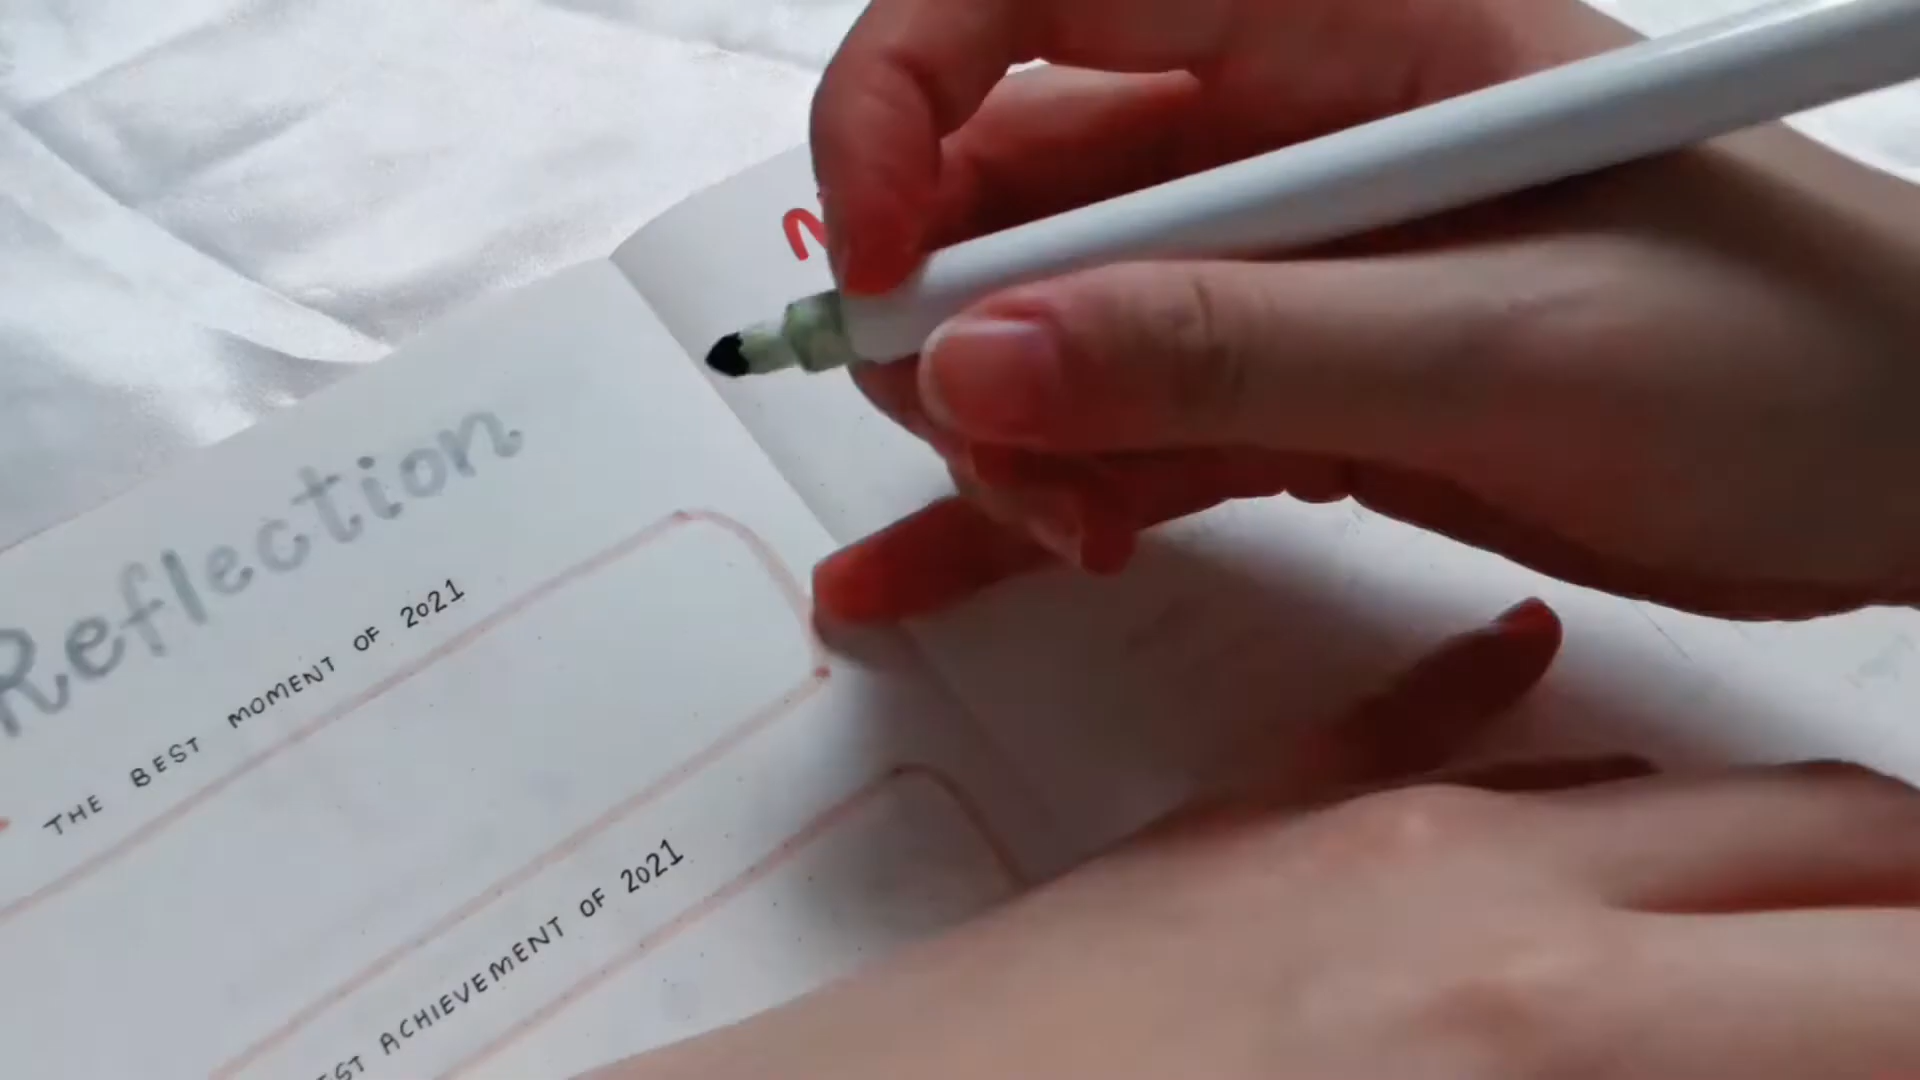 Reflection
THE BEST MOMENT OF 2021
ACHIEVEMENT OF 2021